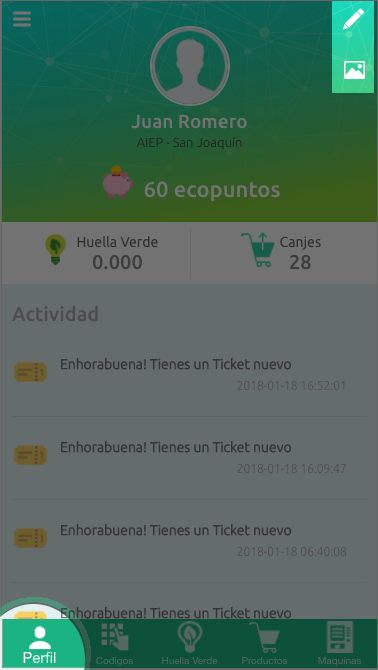 Juan Romero
AIEP - San Joaquín
60 ecopuntos
Huella Verde
0.000
Canjes
28
Actividad
Enhorabuena! Tienes un Ticket nuevo
2018-01-18 16:52:01
Enhorabuena! Tienes un Ticket nuevo
2018-01-18 16:09:47
Enhorabuena! Tienes un Ticket nuevo
2018-01-18 06:40:08
Enhorabuena! Tienes un Ticket nuevo
Perfil
Codigos
Huella Verde
Productos
Maquinas